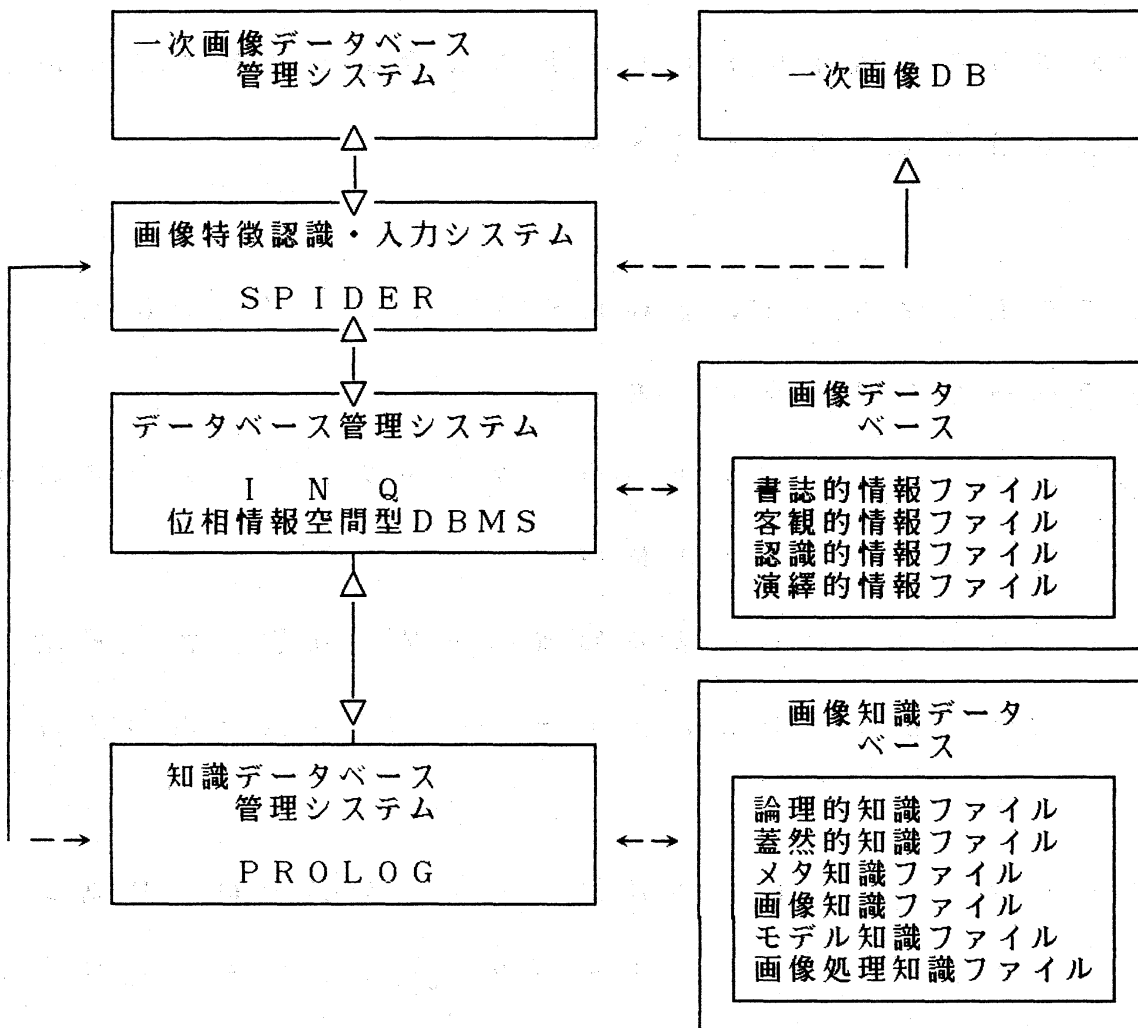 一次画像データベース
管理システム
一次画像DB
画像特徴認識・入力システム
SPIDER
データベース管理システム
INQ
位相情報空間型DBMS
画像データ
ベース
書誌的情報ファイル
客観的情報ファイル
認識的情報ファイル
演繹的情報ファイル
知識データベース
管理システム
PROLOG
画像知識データ
ベース
論理的知識ファイル
蓋然的知識ファイル
メタ知識ファイル
画像知識ファイル
モデル知識ファイル
画像処理知識ファイル